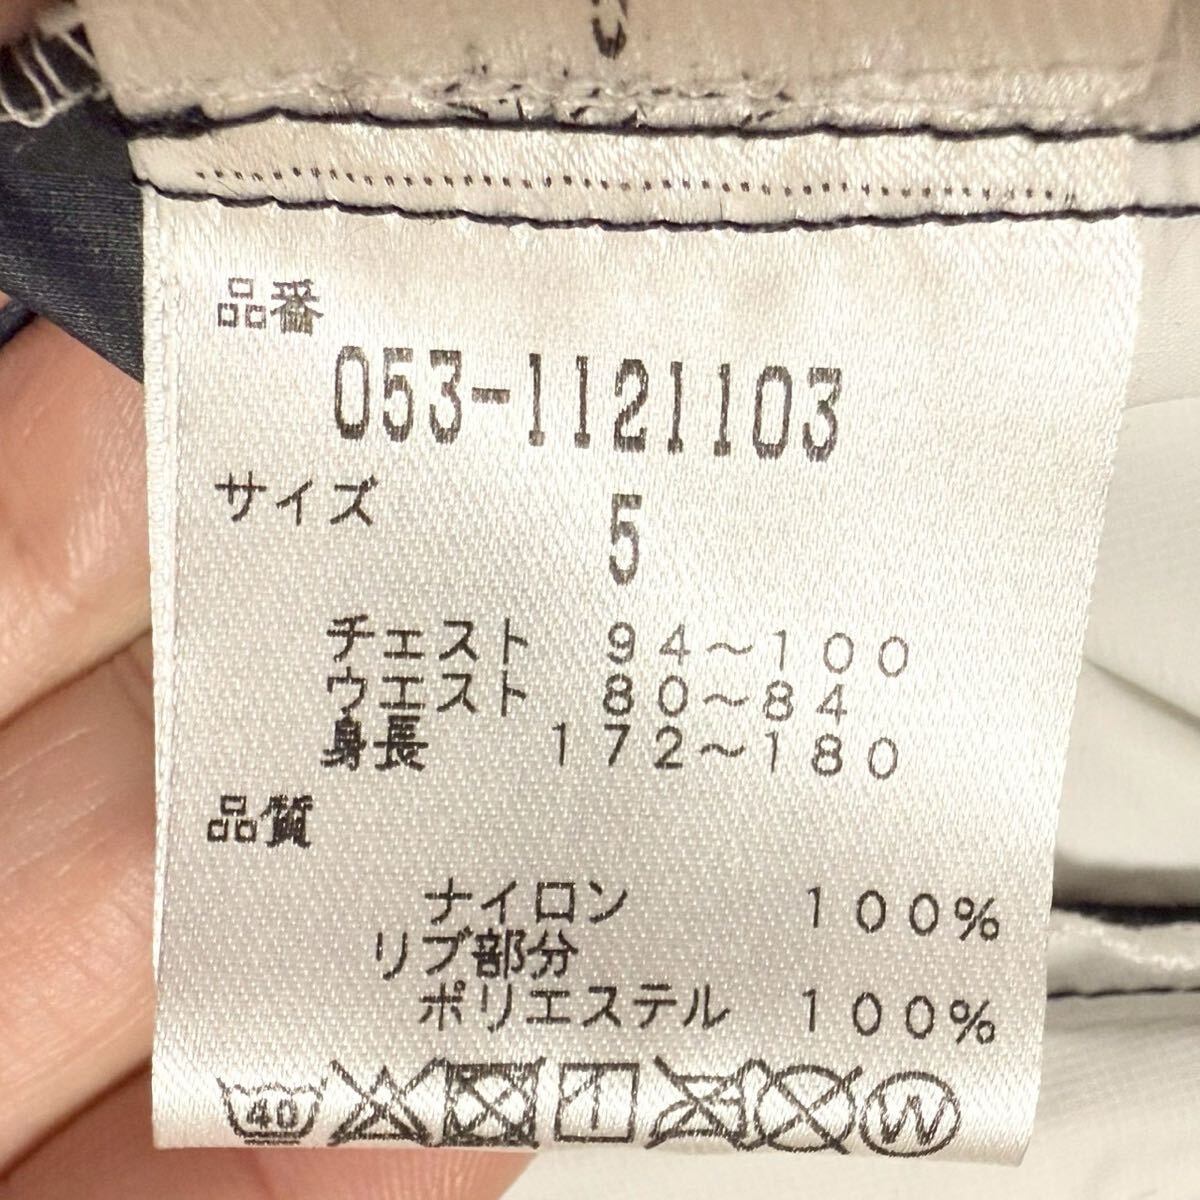 品番
053-1121103
サイズ
5
チェスト 94～100
ウエスト 80～84
身長 172～180
品質
ナイロン 100%
リブ部分
ポリエステル 100%
40 W